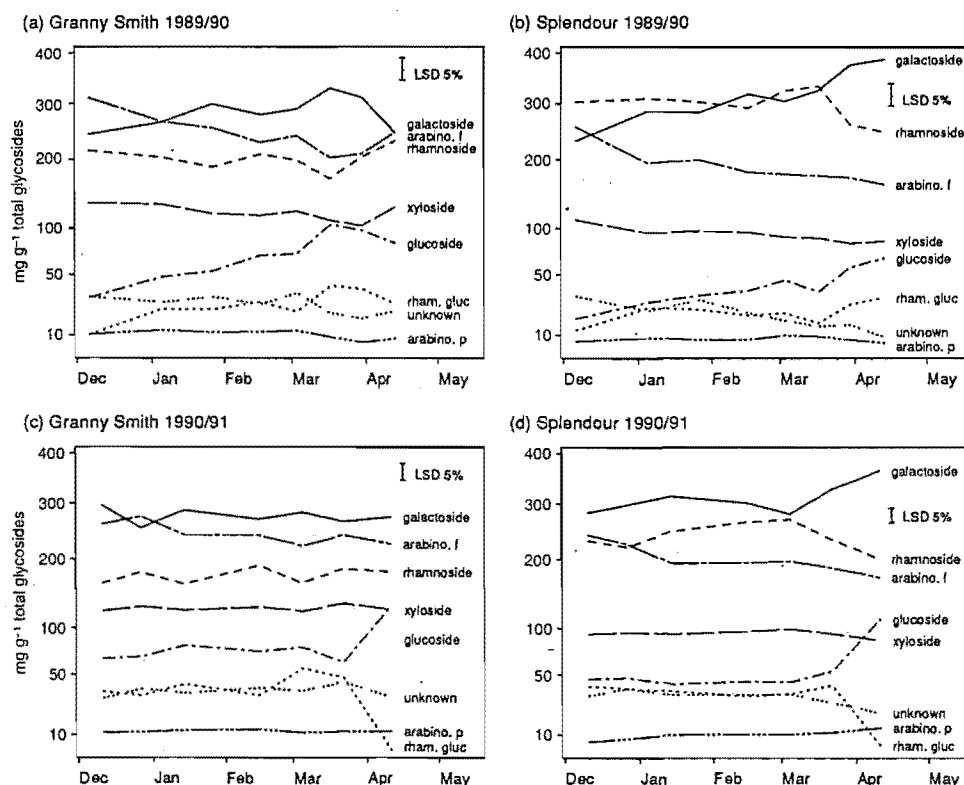 (a) Granny Smith 1989/90
400
300
200
100
50
10
mg g⁻¹ total glycosides
LSD 5%
galactoside
arabino. f
rhamnoside
xyloside
glucoside
rham. gluc
unknown
arabino. p
Dec Jan Feb Mar Apr May
(b) Splendour 1989/90
400
300
200
100
50
10
galactoside
LSD 5%
rhamnoside
arabino. f
xyloside
glucoside
rham. gluc
unknown
arabino. p
Dec Jan Feb Mar Apr May
(c) Granny Smith 1990/91
400
300
200
100
50
10
mg g⁻¹ total glycosides
LSD 5%
galactoside
arabino. f
rhamnoside
xyloside
glucoside
unknown
arabino. p
rham. gluc
Dec Jan Feb Mar Apr May
(d) Splendour 1990/91
400
300
200
100
50
10
galactoside
LSD 5%
rhamnoside
arabino. f
glucoside
xyloside
unknown
arabino. p
rham. gluc
Dec Jan Feb Mar Apr May